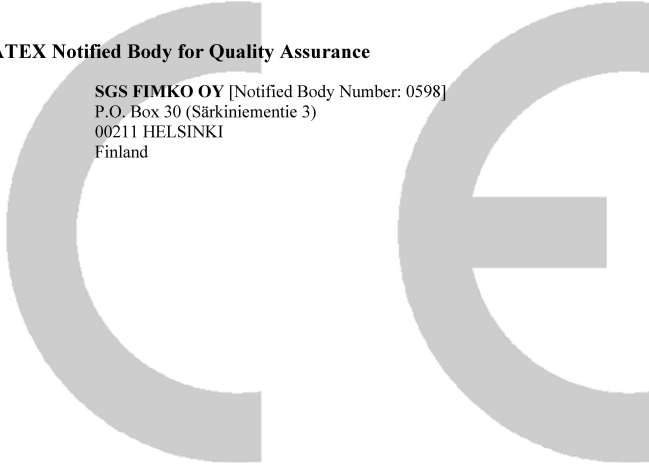 ATEX Notified Body for Quality Assurance
SGS FIMKO OY [Notified Body Number: 0598]
P.O. Box 30 (Särkiniementie 3)
00211 HELSINKI
Finland